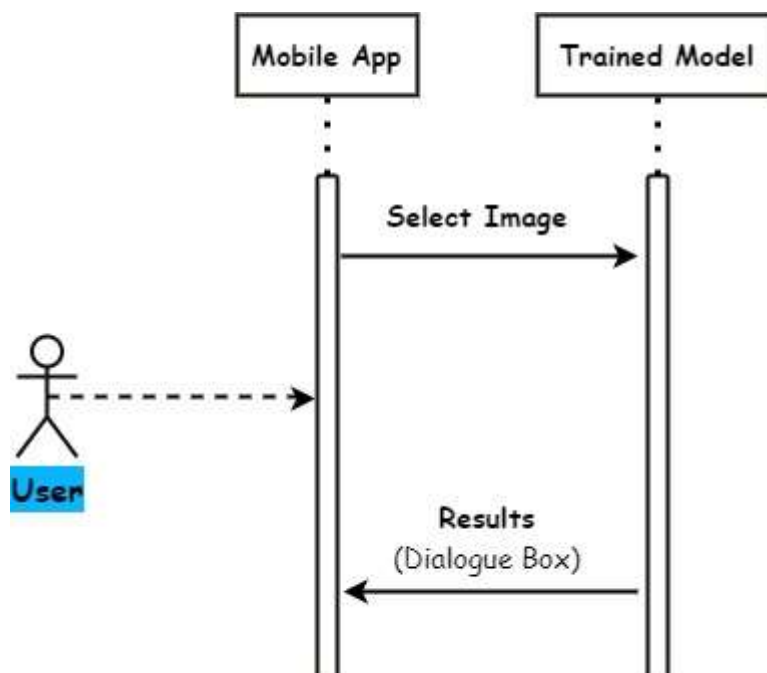 Mobile App
Trained Model
Select Image
User
Results
(Dialogue Box)